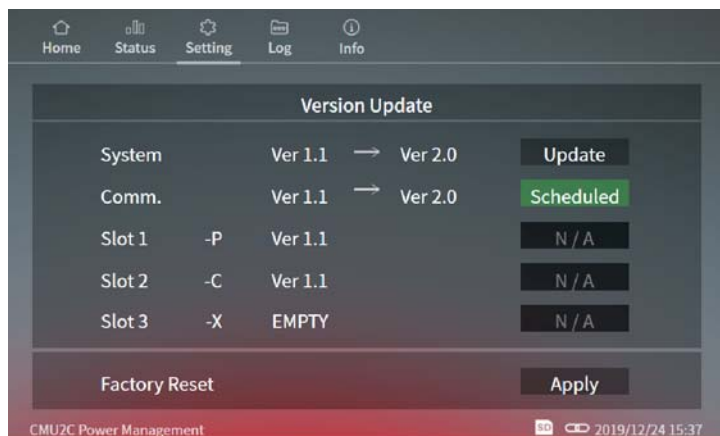 Home Status Setting Log Info
Version Update
System Ver 1.1 → Ver 2.0 Update
Comm. Ver 1.1 → Ver 2.0 Scheduled
Slot 1 -P Ver 1.1 N / A
Slot 2 -C Ver 1.1 N / A
Slot 3 -X EMPTY N / A
Factory Reset Apply
CMU2C Power Management SD 2019/12/24 15:37